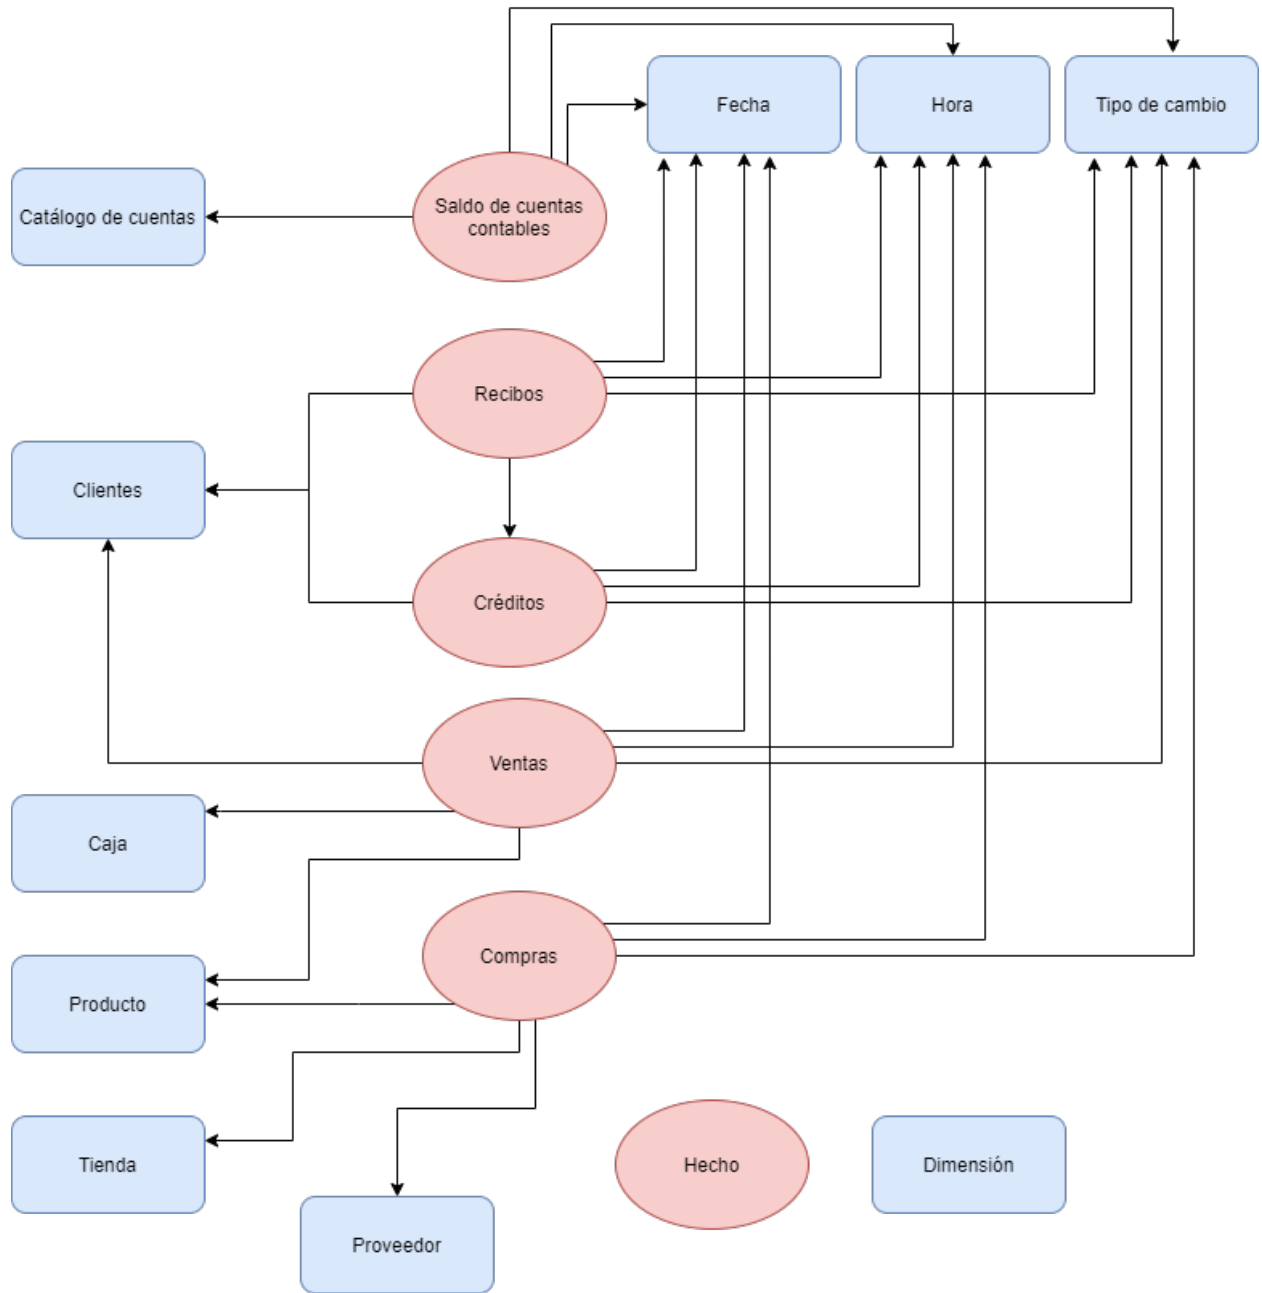 Fecha
Hora
Tipo de cambio
Catálogo de cuentas
Saldo de cuentas
contables
Recibos
Clientes
Créditos
Ventas
Caja
Compras
Producto
Tienda
Hecho
Dimensión
Proveedor